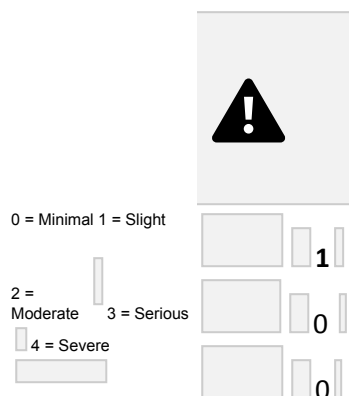 0 = Minimal 1 = Slight
1
2 =
Moderate 3 = Serious
0
4 = Severe
0